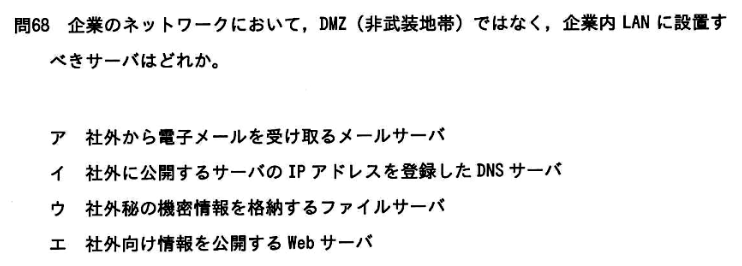 問68 企業のネットワークにおいて，DMZ（非武装地帯）ではなく，企業内 LAN に設置す
べきサーバはどれか。
ア 社外から電子メールを受け取るメールサーバ
イ 社外に公開するサーバの IP アドレスを登録した DNS サーバ
ウ 社外秘の機密情報を格納するファイルサーバ
エ 社外向け情報を公開する Web サーバ